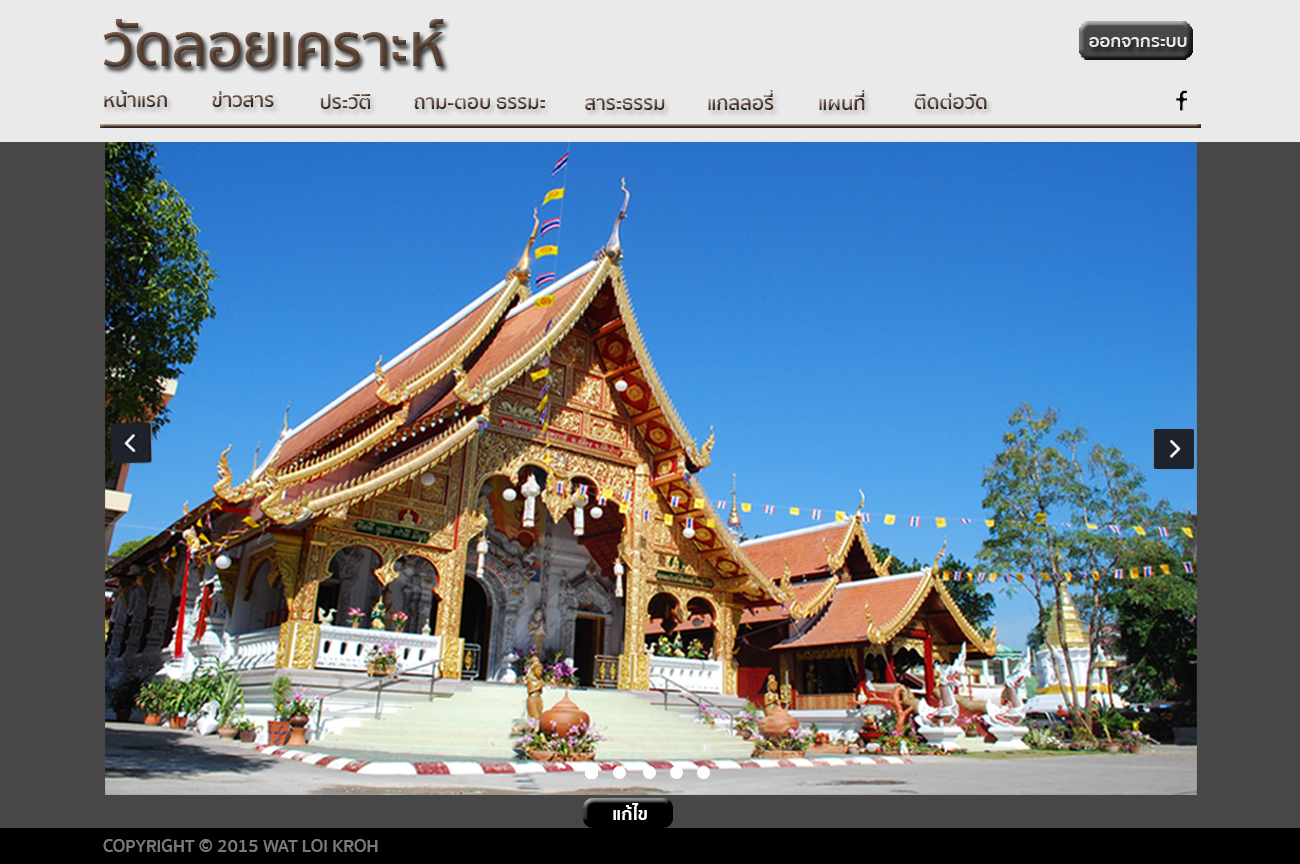 วัดลอยเคราะห์
ออกจากระบบ
หน้าแรก ข่าวสาร ประวัติ ถาม-ตอบ ธรรมะ สาระธรรม แกลลอรี่ แผนที่ ติดต่อวัด f
แก้ไข
COPYRIGHT © 2015 WAT LOI KROH